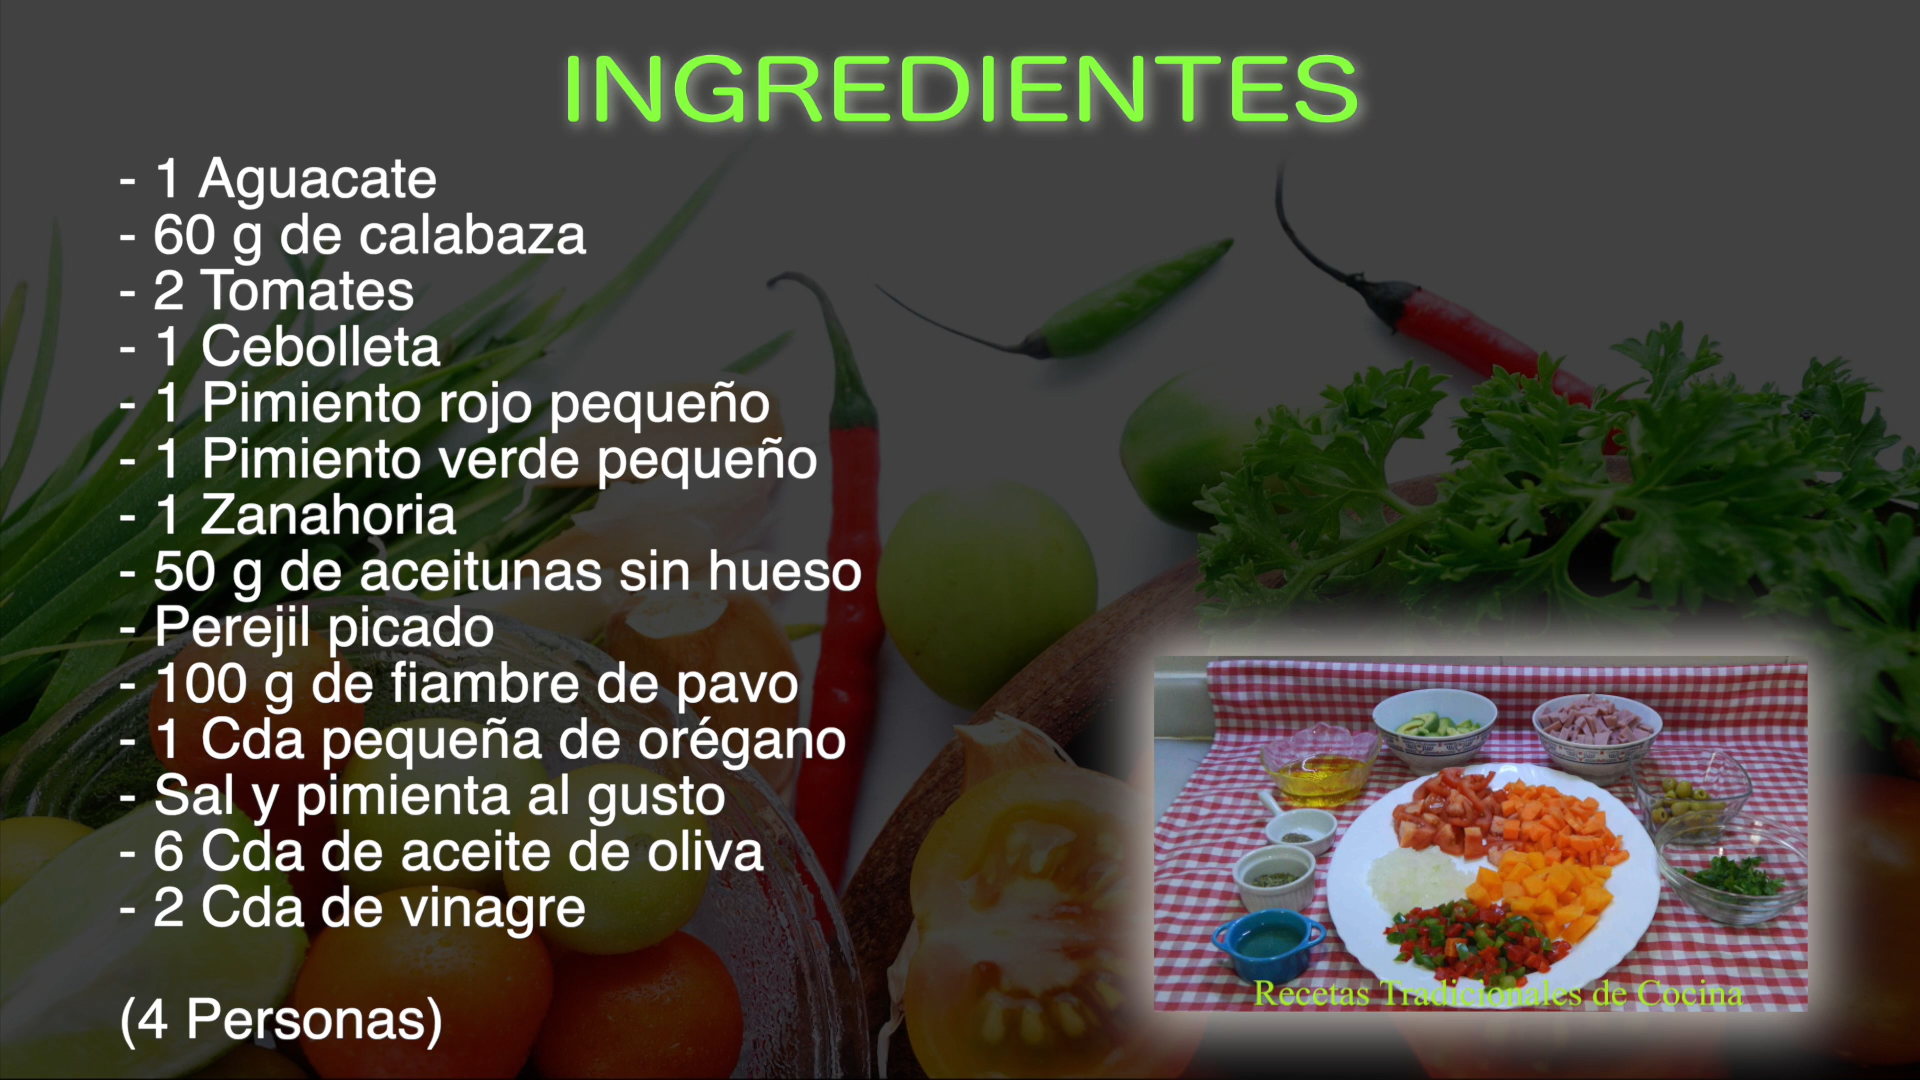 INGREDIENTES
- 1 Aguacate
- 60 g de calabaza
- 2 Tomates
- 1 Cebolleta
- 1 Pimiento rojo pequeño
- 1 Pimiento verde pequeño
- 1 Zanahoria
- 50 g de aceitunas sin hueso
- Perejil picado
- 100 g de fiambre de pavo
- 1 Cda pequeña de orégano
- Sal y pimienta al gusto
- 6 Cda de aceite de oliva
- 2 Cda de vinagre
(4 Personas)
Recetas Tradicionales de Cocina